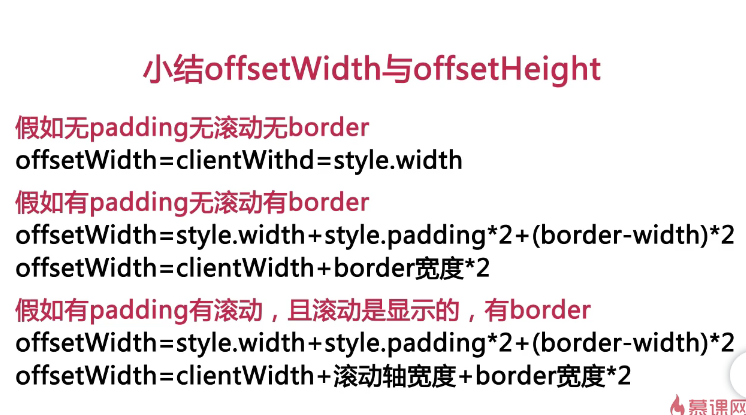 小结offsetWidth与offsetHeight
假如无padding无滚动无border
offsetWidth=clientWithd=style.width
假如有padding无滚动有border
offsetWidth=style.width+style.padding*2+(border-width)*2
offsetWidth=clientWidth+border宽度*2
假如有padding有滚动，且滚动是显示的，有border
offsetWidth=style.width+style.padding*2+(border-width)*2
offsetWidth=clientWidth+滚动轴宽度+border宽度*2
慕课网